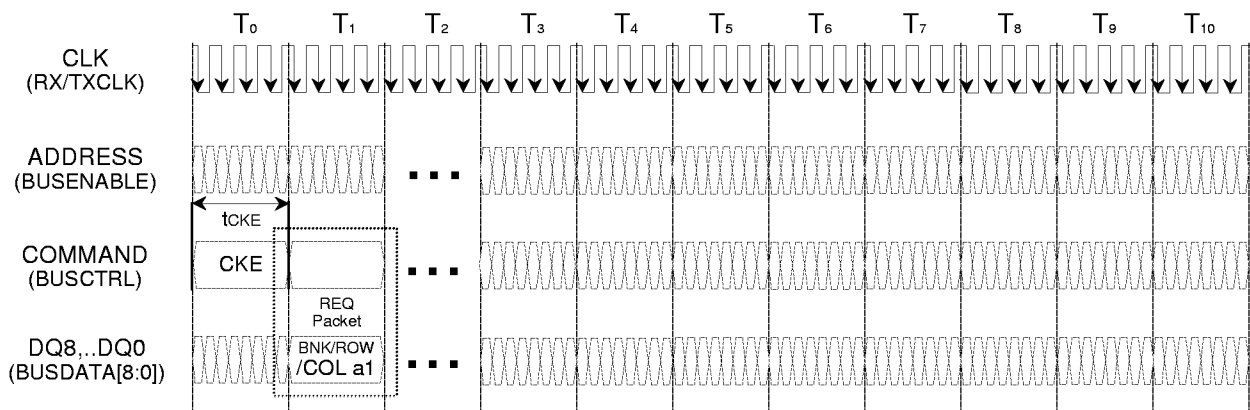 T0 T1 T2 T3 T4 T5 T6 T7 T8 T9 T10
CLK
(RX/TXCLK)
ADDRESS
(BUSENABLE)
tCKE
COMMAND
(BUSCTRL)
CKE
REQ
Packet
DQ8,..DQ0
(BUSDATA[8:0])
BNK/ROW
/COL a1